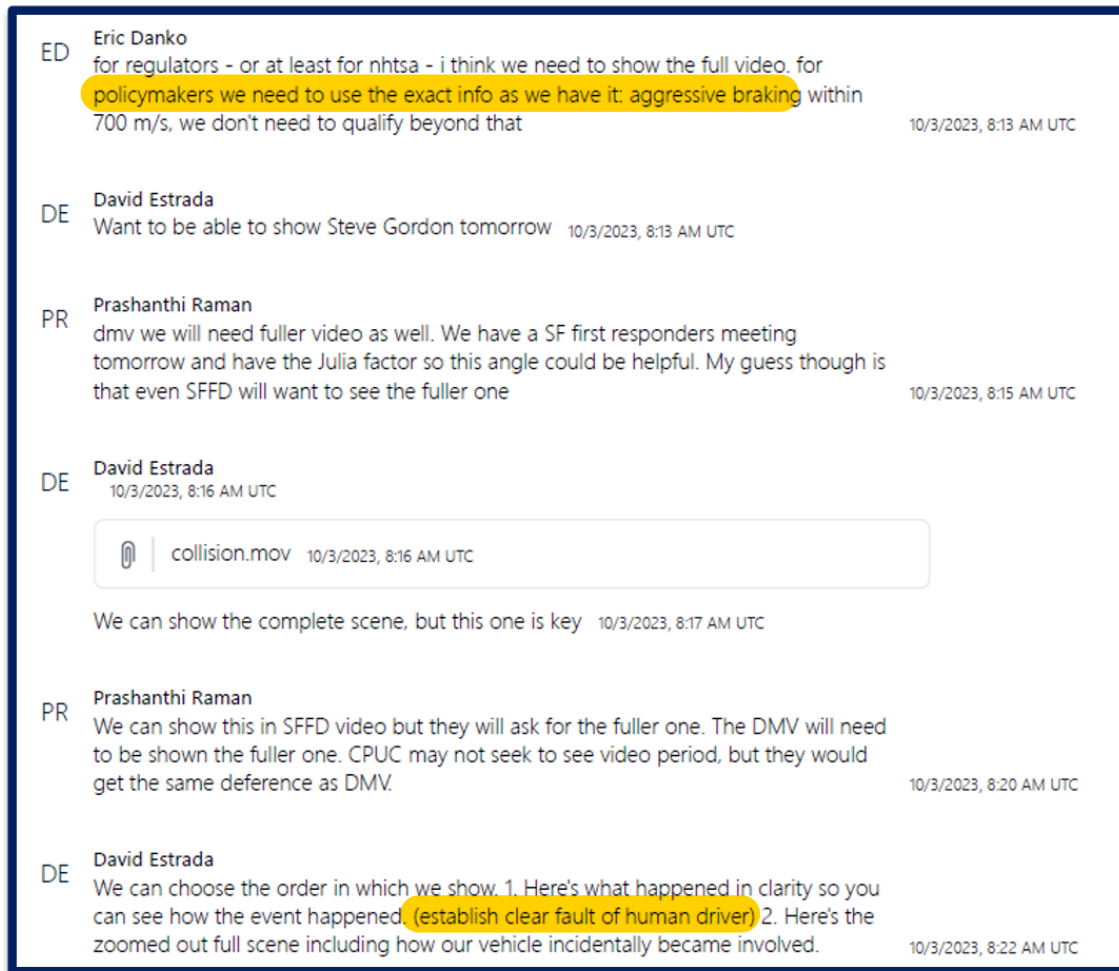 ED
Eric Danko
for regulators - or at least for nhtsa - i think we need to show the full video. for
policymakers we need to use the exact info as we have it: aggressive braking within
700 m/s, we don't need to qualify beyond that
10/3/2023, 8:13 AM UTC
DE
David Estrada
Want to be able to show Steve Gordon tomorrow 10/3/2023, 8:13 AM UTC
PR
Prashanthi Raman
dmv we will need fuller video as well. We have a SF first responders meeting
tomorrow and have the Julia factor so this angle could be helpful. My guess though is
that even SFFD will want to see the fuller one
10/3/2023, 8:15 AM UTC
DE
David Estrada
10/3/2023, 8:16 AM UTC
collision.mov 10/3/2023, 8:16 AM UTC
We can show the complete scene, but this one is key 10/3/2023, 8:17 AM UTC
PR
Prashanthi Raman
We can show this in SFFD video but they will ask for the fuller one. The DMV will need
to be shown the fuller one. CPUC may not seek to see video period, but they would
get the same deference as DMV.
10/3/2023, 8:20 AM UTC
DE
David Estrada
We can choose the order in which we show. 1. Here's what happened in clarity so you
can see how the event happened. (establish clear fault of human driver) 2. Here's the
zoomed out full scene including how our vehicle incidentally became involved.
10/3/2023, 8:22 AM UTC